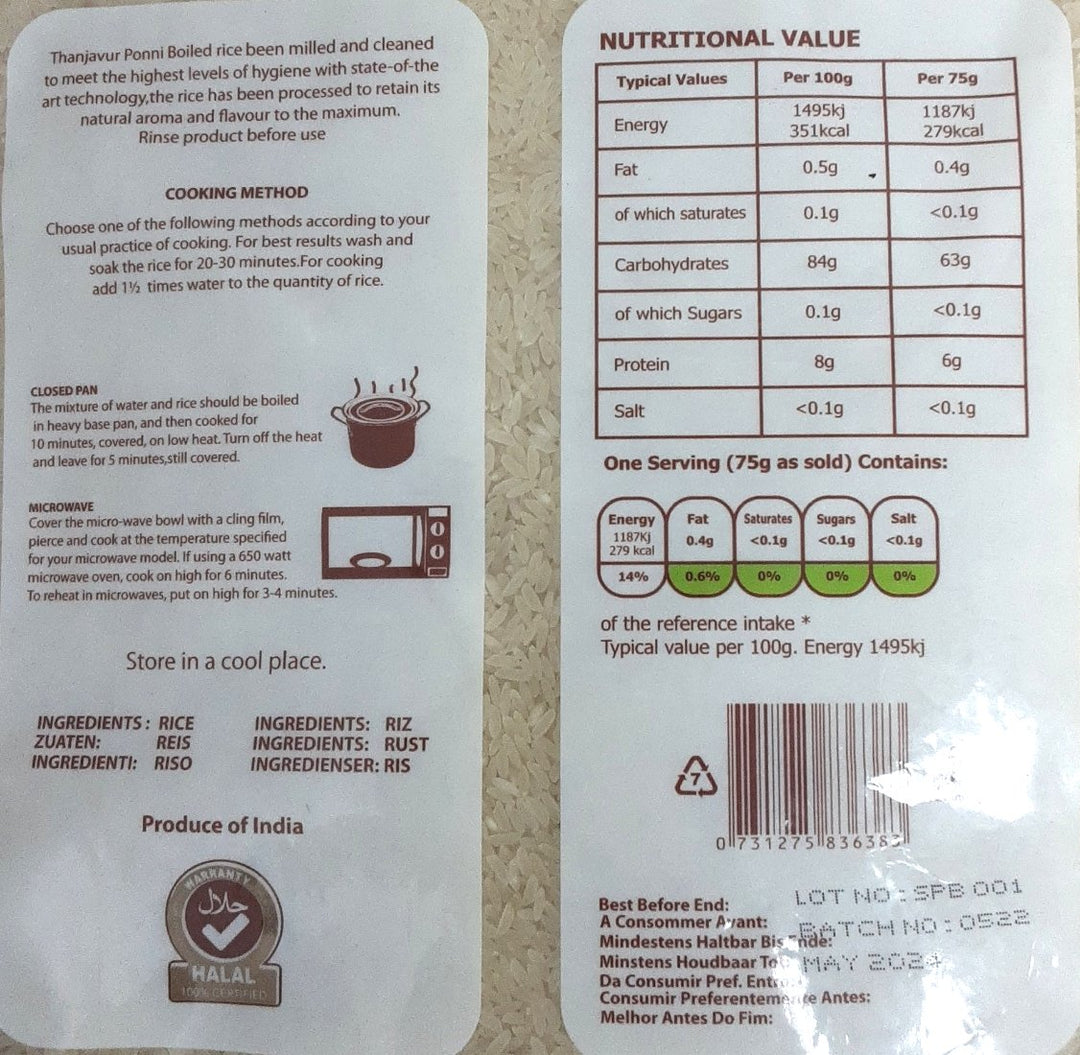 Thanjavur Ponni Boiled rice been milled and cleaned
to meet the highest levels of hygiene with state-of-the
art technology,the rice has been processed to retain its
natural aroma and flavour to the maximum.
Rinse product before use
COOKING METHOD
Choose one of the following methods according to your
usual practice of cooking. For best results wash and
soak the rice for 20-30 minutes.For cooking
add 1½ times water to the quantity of rice.
CLOSED PAN
The mixture of water and rice should be boiled
in heavy base pan, and then cooked for
10 minutes, covered, on low heat. Turn off the heat
and leave for 5 minutes,still covered.
MICROWAVE
Cover the micro-wave bowl with a cling film,
pierce and cook at the temperature specified
for your microwave model. If using a 650 watt
microwave oven, cook on high for 6 minutes.
To reheat in microwaves, put on high for 3-4 minutes.
Store in a cool place.
INGREDIENTS : RICE INGREDIENTS: RIZ
ZUATEN: REIS INGREDIENTS: RUST
INGREDIENTI: RISO INGREDIENSER: RIS
Produce of India
WARRANTY
حلال
HALAL
100% CERTIFIED
NUTRITIONAL VALUE
Typical Values Per 100g Per 75g
Energy 1495kj 1187kj
351kcal 279kcal
Fat 0.5g 0.4g
of which saturates 0.1g <0.1g
Carbohydrates 84g 63g
of which Sugars 0.1g <0.1g
Protein 8g 6g
Salt <0.1g <0.1g
One Serving (75g as sold) Contains:
Energy Fat Saturates Sugars Salt
1187KJ 0.4g <0.1g <0.1g <0.1g
279 kcal
14% 0.6% 0% 0% 0%
of the reference intake *
Typical value per 100g. Energy 1495kj
7
0 731275 83638
Best Before End: LOT NO : SPB 001
A Consommer Avant: BATCH NO : 0522
Mindestens Haltbar Bis Ende:
Minstens Houdbaar MAY 2024
Da Consumir Pref.
Consumir Preferentemente Antes:
Melhor Antes Do Fim: